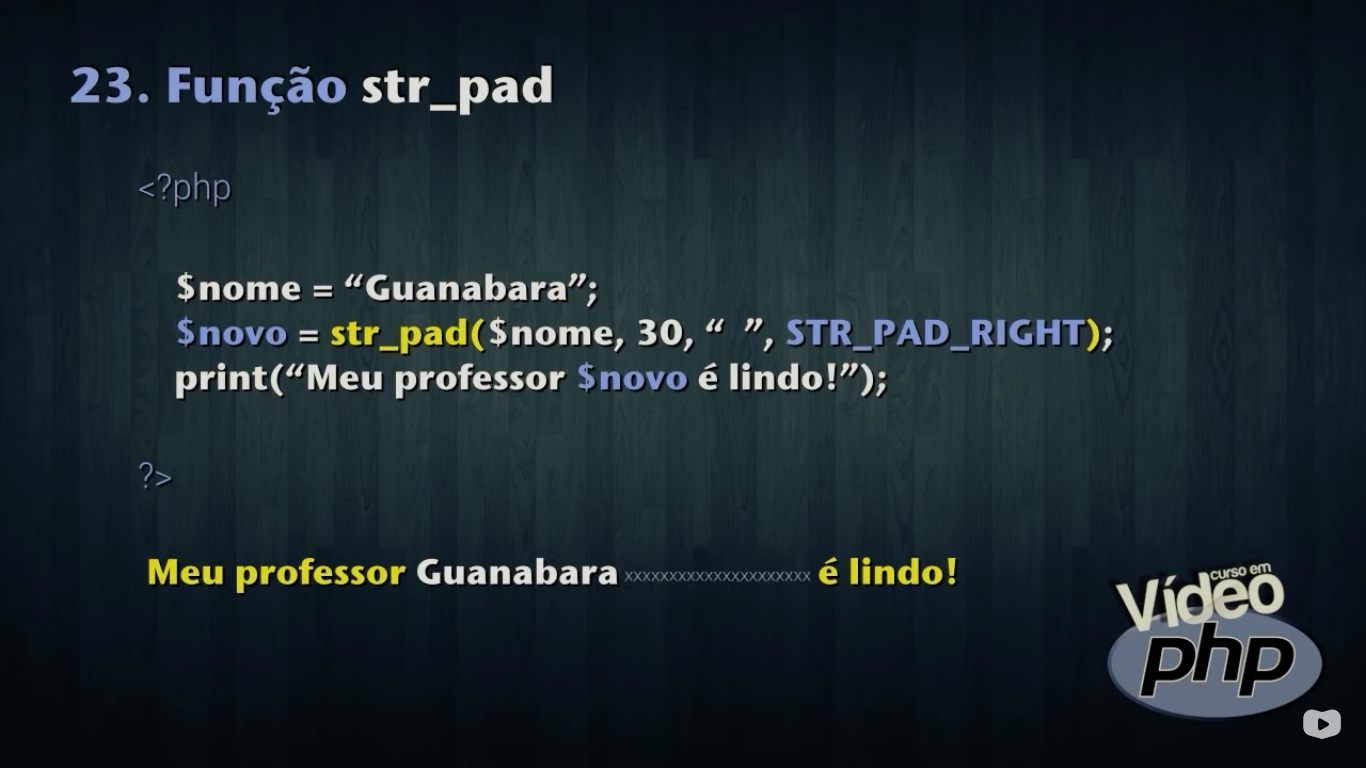 23. Função str_pad
<?php
$nome = “Guanabara”;
$novo = str_pad($nome, 30, “ ”, STR_PAD_RIGHT);
print(“Meu professor $novo é lindo!”);
?>
Meu professor Guanabara xxxxxxxxxxxxxxxxxxxxx é lindo!
curso em
Vídeo
php